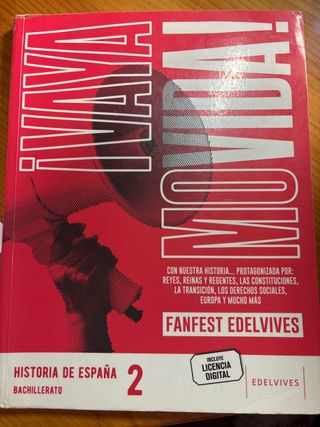 ¡VAYA
MOVIDA!
CON NUESTRA HISTORIA... PROTAGONIZADA POR:
REYES, REINAS Y REGENTES, LAS CONSTITUCIONES,
LA TRANSICIÓN, LOS DERECHOS SOCIALES,
EUROPA Y MUCHO MÁS
FANFEST EDELVIVES
HISTORIA DE ESPAÑA
BACHILLERATO
2
INCLUYE
LICENCIA
DIGITAL
EDELVIVES